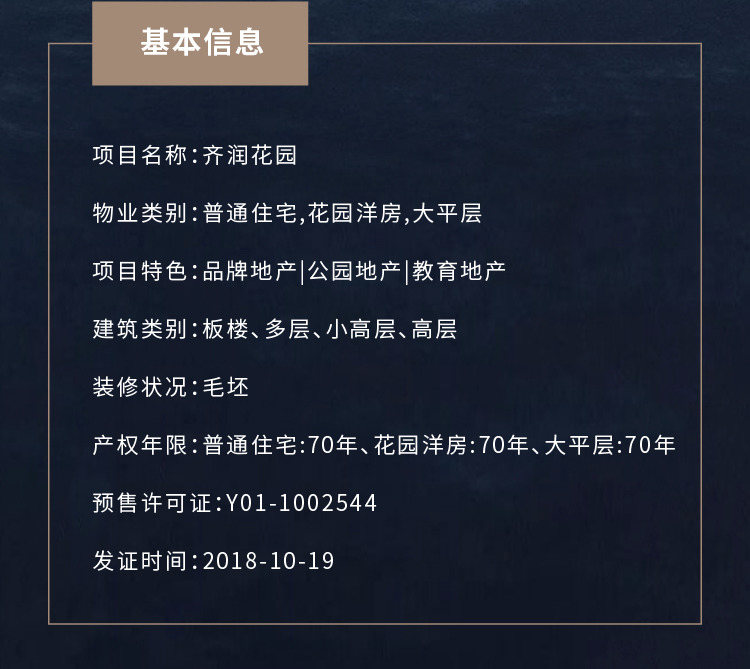 基本信息
项目名称：齐润花园
物业类别：普通住宅,花园洋房,大平层
项目特色：品牌地产|公园地产|教育地产
建筑类别：板楼、多层、小高层、高层
装修状况：毛坯
产权年限：普通住宅:70年、花园洋房:70年、大平层:70年
预售许可证：Y01-1002544
发证时间：2018-10-19